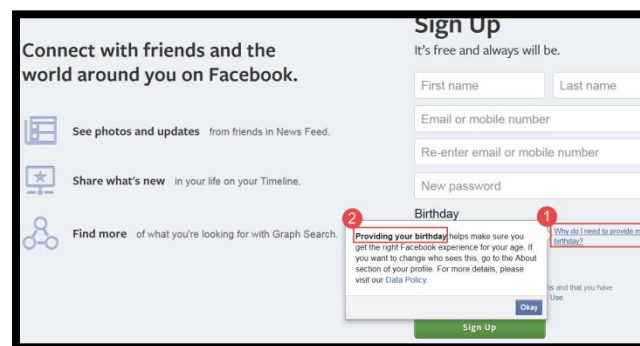 Sign Up
It's free and always will be.
Connect with friends and the
world around you on Facebook.
First name
Last name
Email or mobile number
Re-enter email or mobile number
New password
See photos and updates from friends in News Feed.
Share what's new in your life on your Timeline.
Find more of what you're looking for with Graph Search.
Birthday
1
Why do I need to provide m
birthday?
2
Providing your birthday helps make sure you
get the right Facebook experience for your age. If
you want to change who sees this, go to the About
section of your profile. For more details, please
visit our Data Policy.
Okay
and that you have
Use.
Sign Up